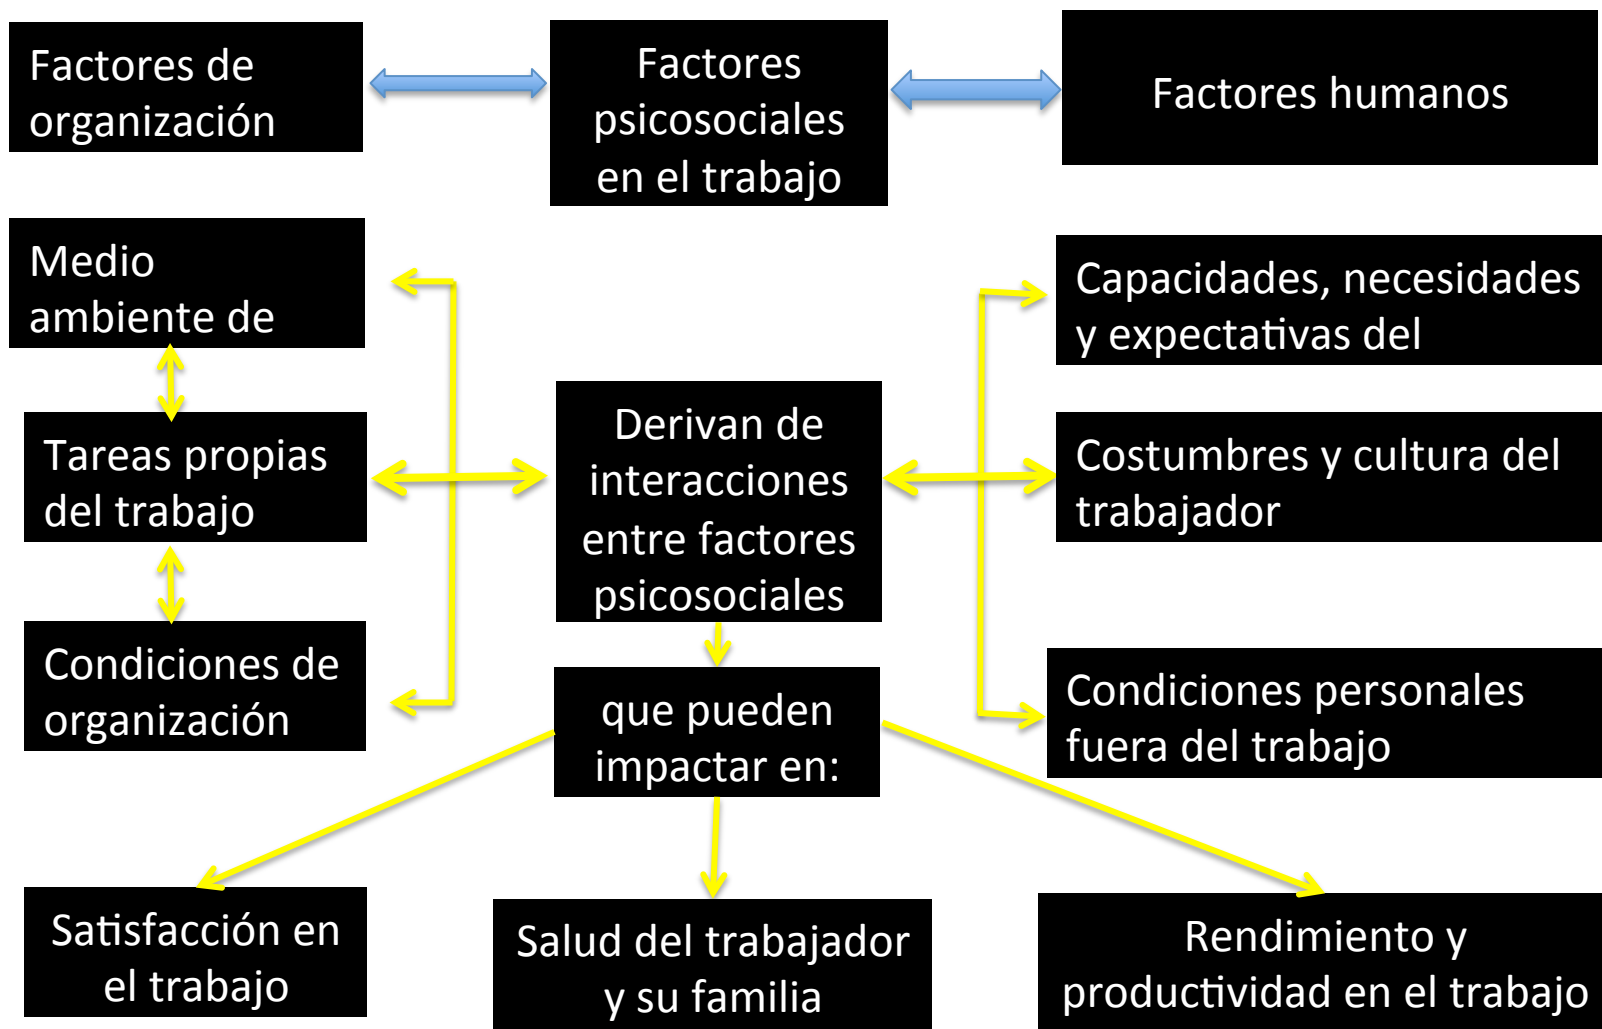 Factores de
organización
Factores
psicosociales
en el trabajo
Factores humanos
Medio
ambiente de
Capacidades, necesidades
y expectativas del
Tareas propias
del trabajo
Derivan de
interacciones
entre factores
psicosociales
Costumbres y cultura del
trabajador
Condiciones de
organización
que pueden
impactar en:
Condiciones personales
fuera del trabajo
Satisfacción en
el trabajo
Salud del trabajador
y su familia
Rendimiento y
productividad en el trabajo